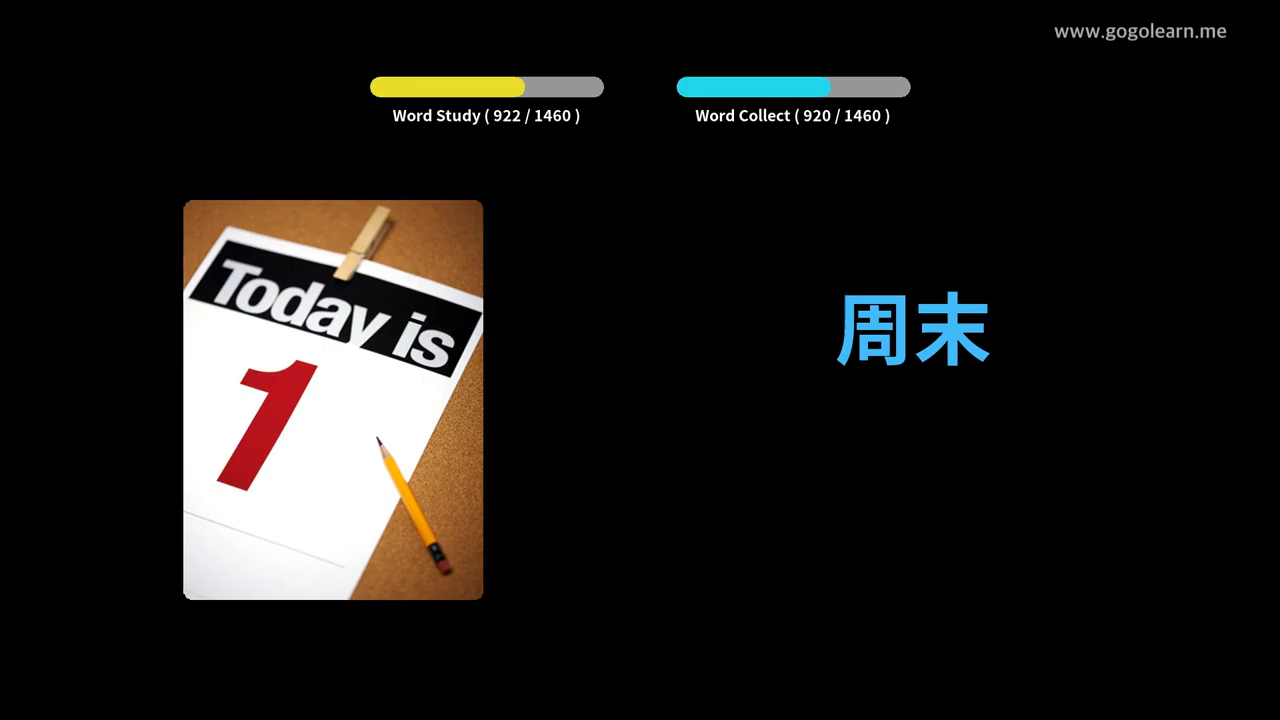 www.gogolearn.me
Word Study ( 922 / 1460 )
Word Collect ( 920 / 1460 )
Today is
1
周末